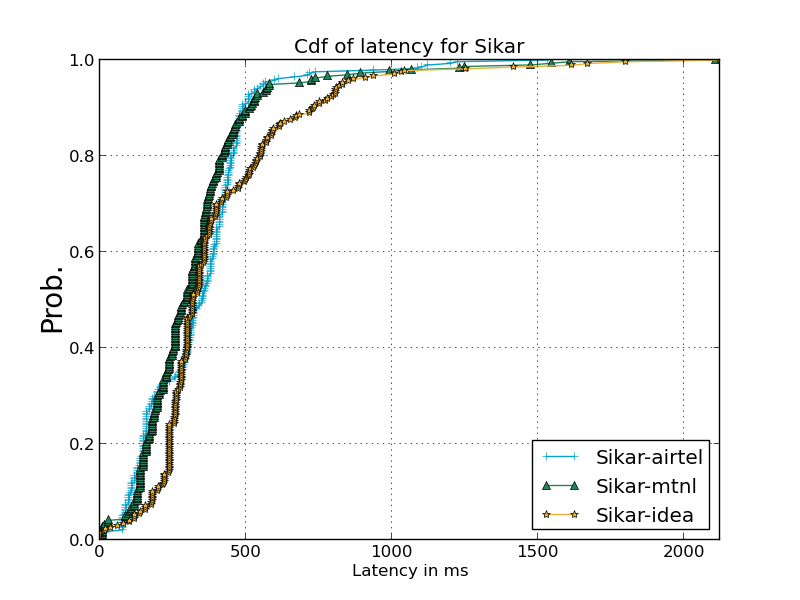 Cdf of latency for Sikar
1.0
0.8
0.6
0.4
0.2
0.0
Prob.
0 500 1000 1500 2000
Latency in ms
Sikar-airtel
Sikar-mtnl
Sikar-idea